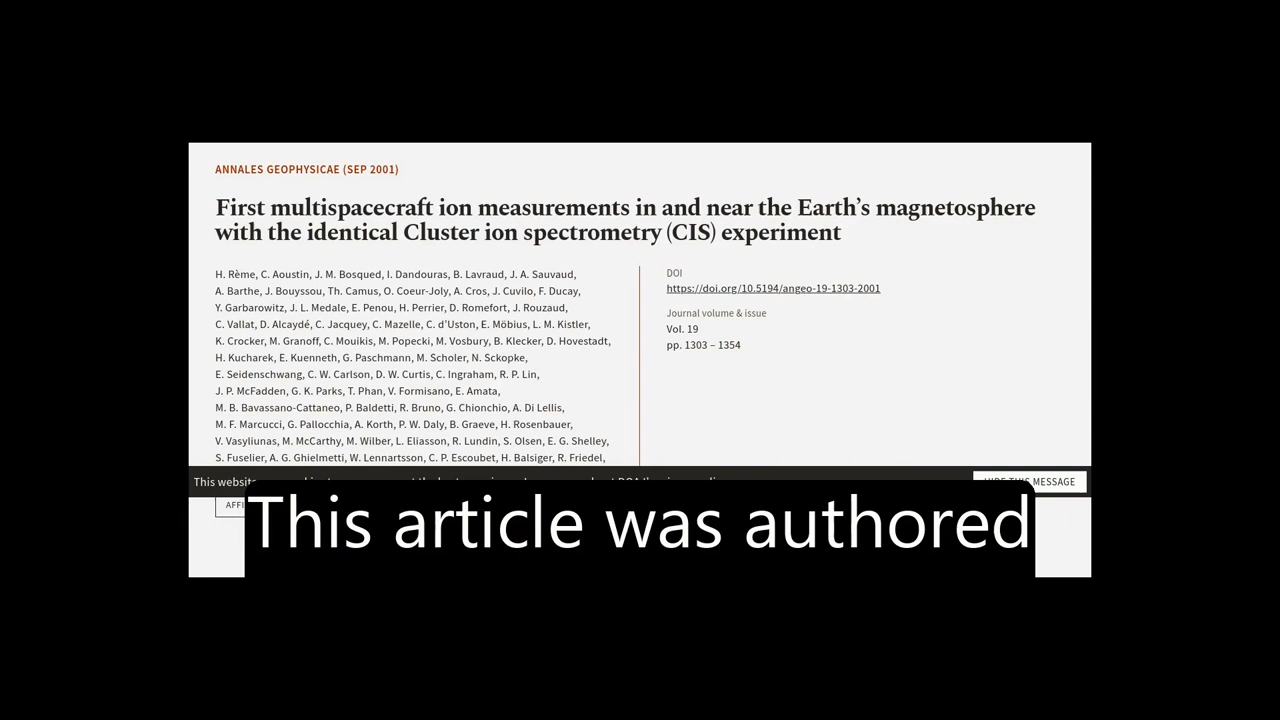 ANNALES GEOPHYSICAE (SEP 2001)
First multispacecraft ion measurements in and near the Earth’s magnetosphere
with the identical Cluster ion spectrometry (CIS) experiment
H. Rème, C. Aoustin, J. M. Bosqued, I. Dandouras, B. Lavraud, J. A. Sauvaud,
A. Barthe, J. Bouyssou, Th. Camus, O. Coeur-Joly, A. Cros, J. Cuvilo, F. Ducay,
Y. Garbarowitz, J. L. Medale, E. Penou, H. Perrier, D. Romefort, J. Rouzaud,
C. Vallat, D. Alcaydé, C. Jacquey, C. Mazelle, C. d’Uston, E. Möbius, L. M. Kistler,
K. Crocker, M. Granoff, C. Mouikis, M. Popecki, M. Vosbury, B. Klecker, D. Hovestadt,
H. Kucharek, E. Kuenneth, G. Paschmann, M. Scholer, N. Sckopke,
E. Seidenschwang, C. W. Carlson, D. W. Curtis, C. Ingraham, R. P. Lin,
J. P. McFadden, G. K. Parks, T. Phan, V. Formisano, E. Amata,
M. B. Bavassano-Cattaneo, P. Baldetti, R. Bruno, G. Chionchio, A. Di Lellis,
M. F. Marcucci, G. Pallocchia, A. Korth, P. W. Daly, B. Graeve, H. Rosenbauer,
V. Vasyliunas, M. McCarthy, M. Wilber, L. Eliasson, R. Lundin, S. Olsen, E. G. Shelley,
S. Fuselier, A. G. Ghielmetti, W. Lennartsson, C. P. Escoubet, H. Balsiger, R. Friedel,
DOI
https://doi.org/10.5194/angeo-19-1303-2001
Journal volume & issue
Vol. 19
pp. 1303 – 1354
This website
HIDE THIS MESSAGE
AFFI
This article was authored